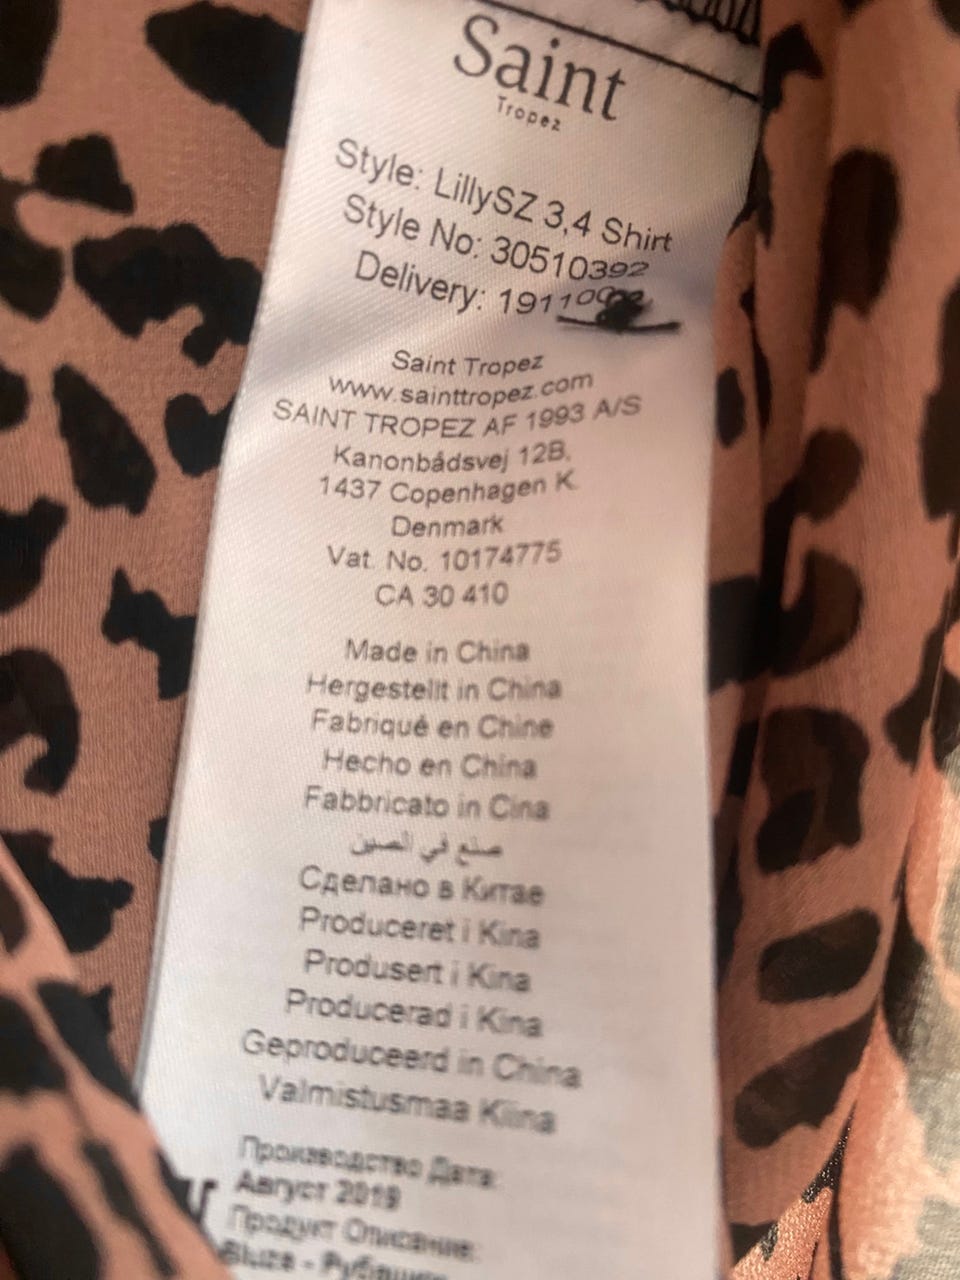 Saint
Tropez
Style: LillySZ 3,4 Shirt
Style No: 30510392
Delivery:
Saint Tropez
www.sainttropez.com
SAINT TROPEZ AF 1993 A/S
Kanonbådsvej 12B,
1437 Copenhagen K.
Denmark
Vat. No. 10174775
CA 30 410
Made in China
Hergestellt in China
Fabriqué en Chine
Hecho en China
Fabbricato in Cina
صنع في الصين
Сделано в Китае
Produceret i Kina
Produsert i Kina
Producerad i Kina
Geproduceerd in China
Valmistusmaa Kiina
Производство Дата:
Август 2019
Продукт Описание: